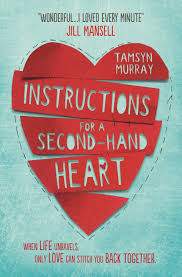 "WONDERFUL...I LOVED EVERY MINUTE"
JILL MANSELL
TAMSYN
MURRAY
INSTRUCTIONS
FOR A
SECOND-HAND
HEART
WHEN LIFE UNRAVELS,
ONLY LOVE CAN STITCH YOU BACK TOGETHER.